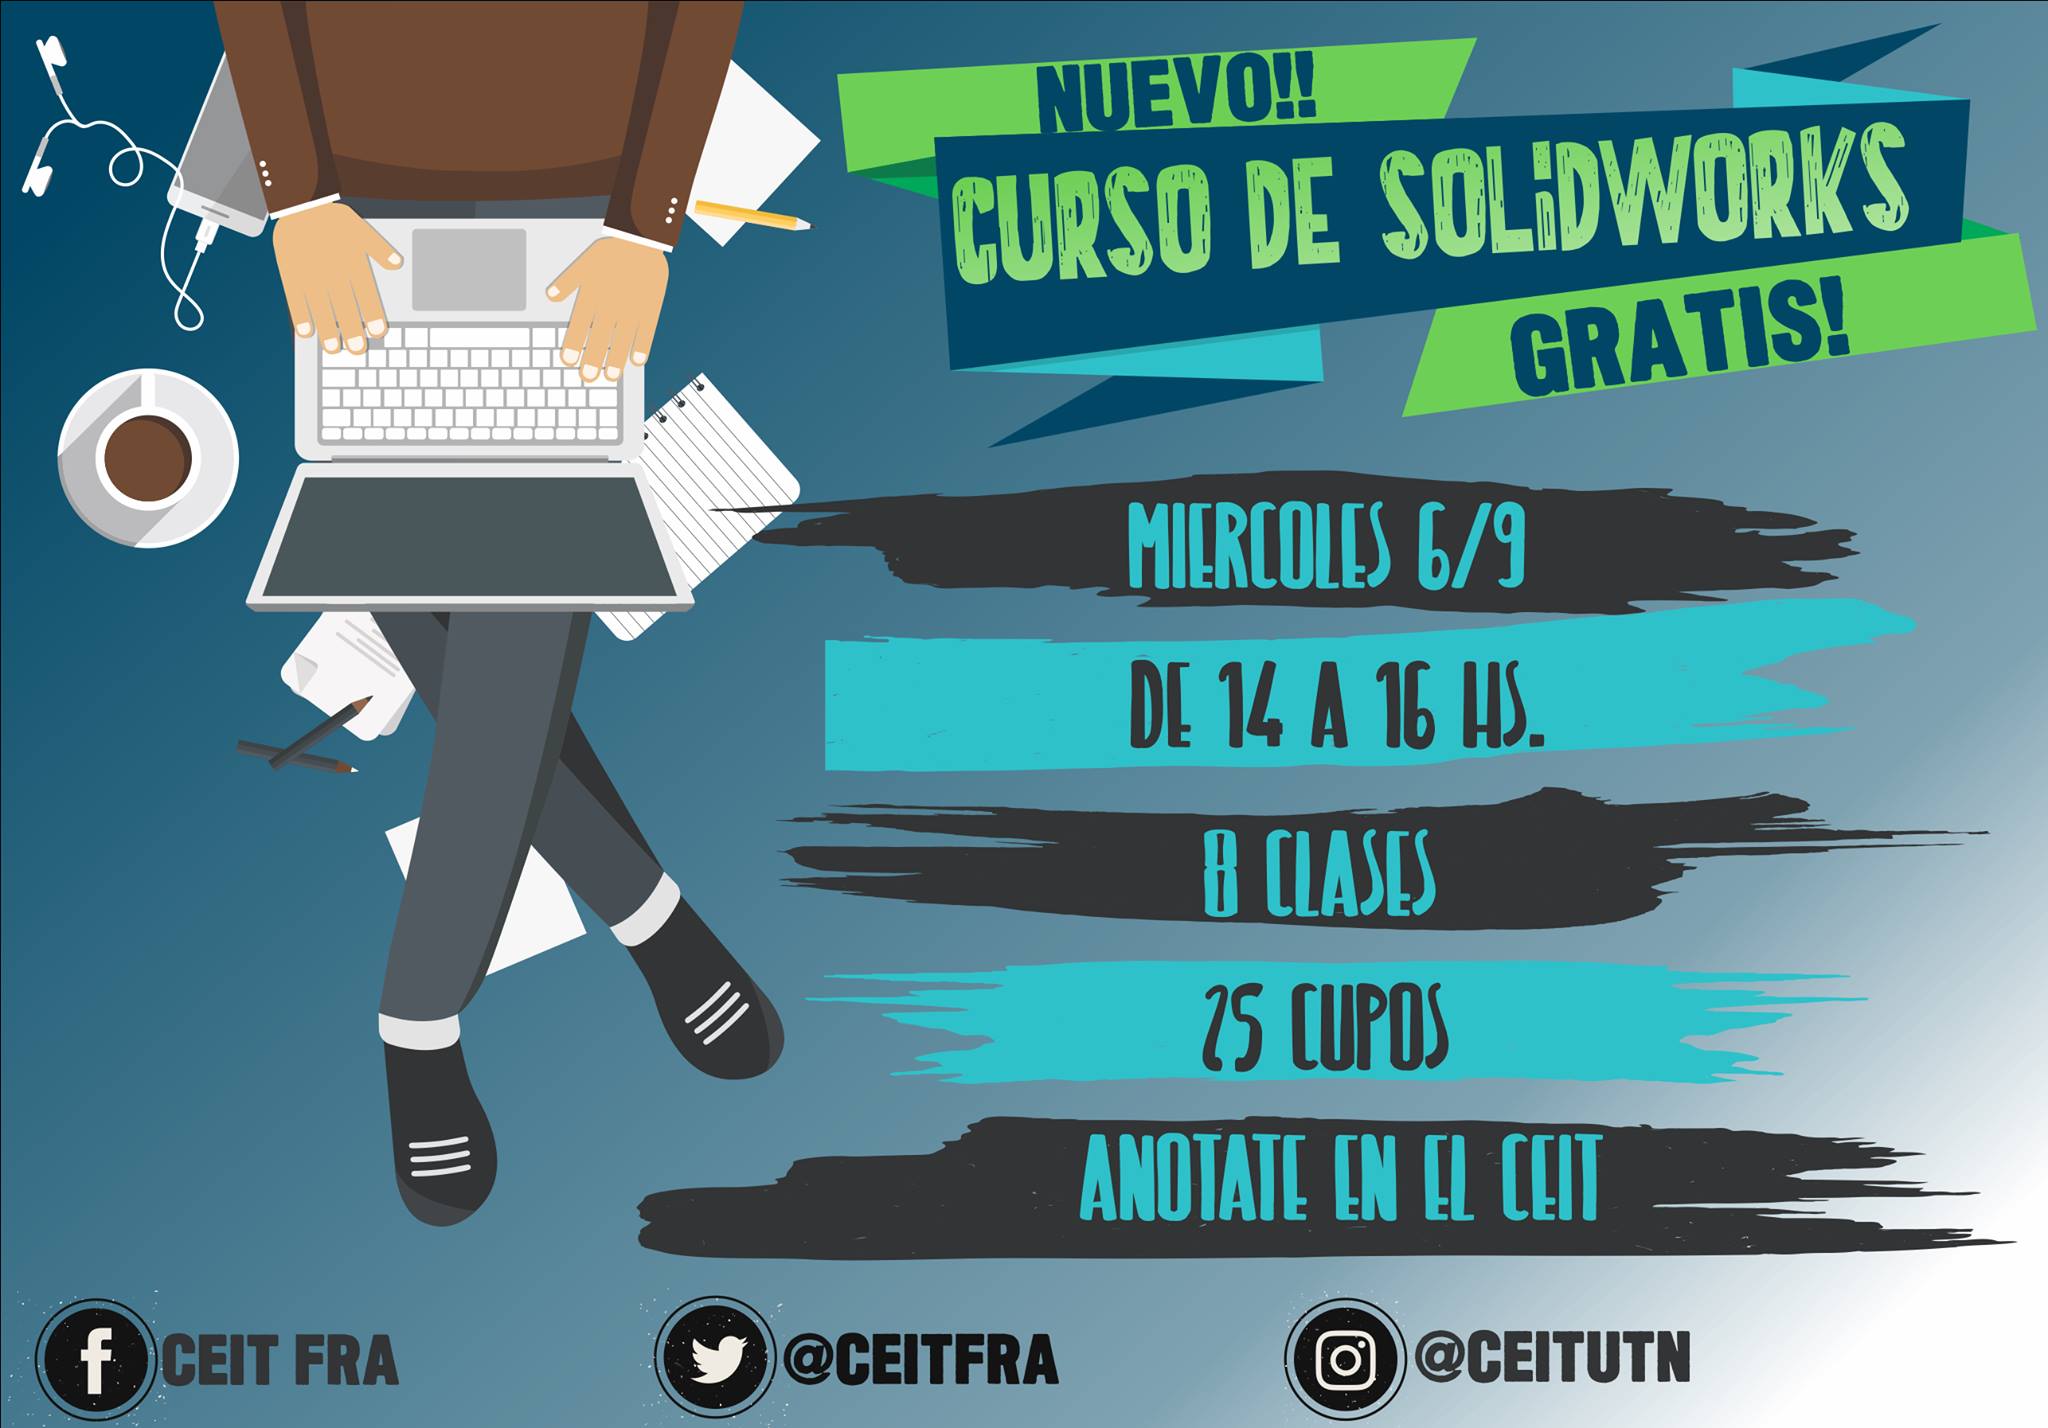 NUEVO!!
CURSO DE SOLiDWORKS
GRATIS!
MIERCOLES 6/9
DE 14 A 16 HS.
8 CLASES
25 CUPOS
ANOTATE EN EL CEIT
CEIT FRA
@CEITFRA
@CEITUTN